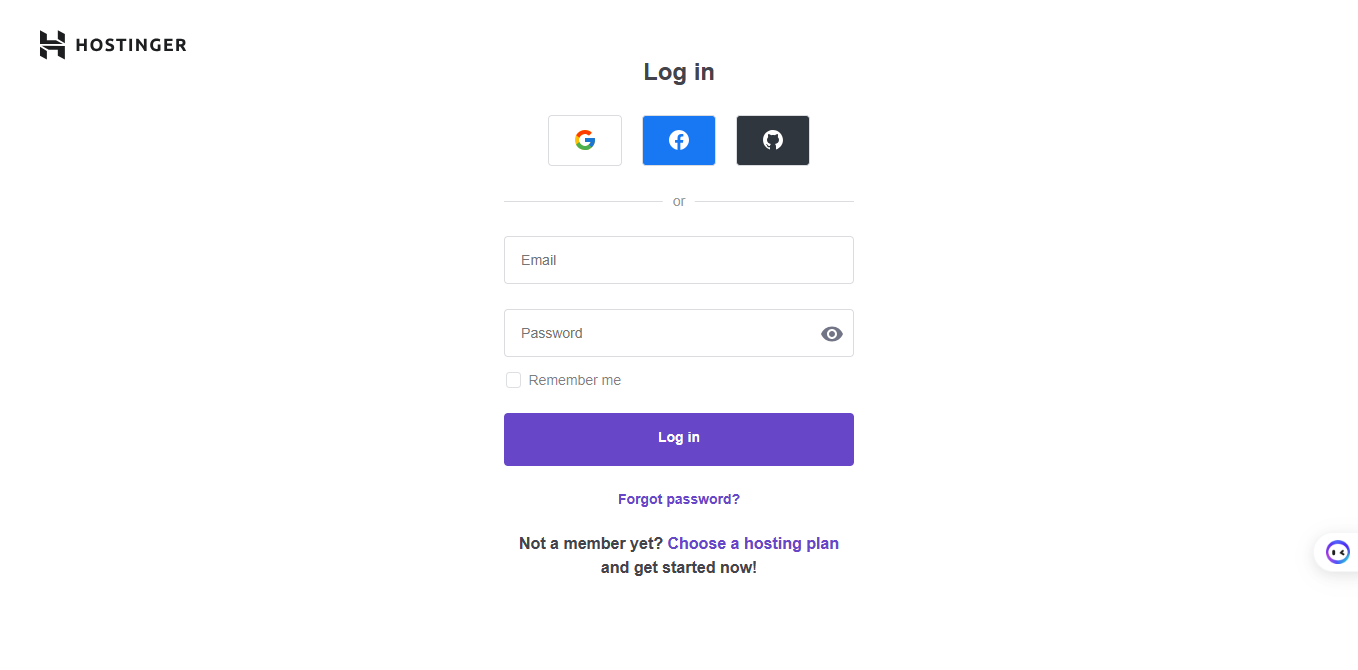 HOSTINGER
Log in
or
Email
Password
Remember me
Log in
Forgot password?
Not a member yet? Choose a hosting plan
and get started now!